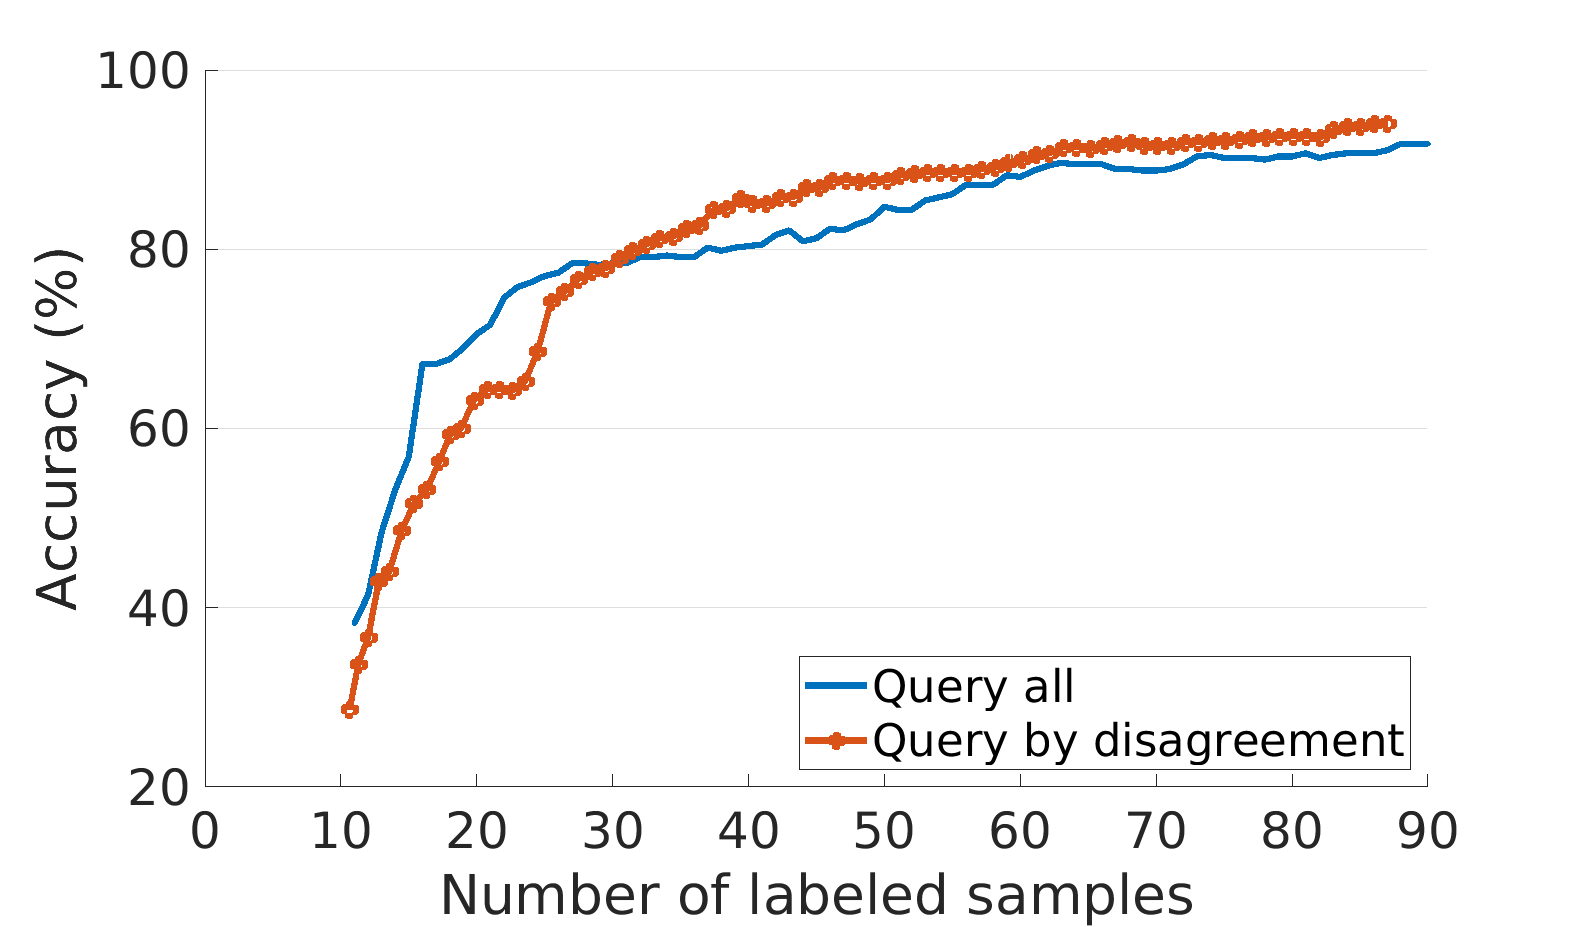 100
80
60
40
20
Accuracy (%)
0 10 20 30 40 50 60 70 80 90
Number of labeled samples
Query all
Query by disagreement